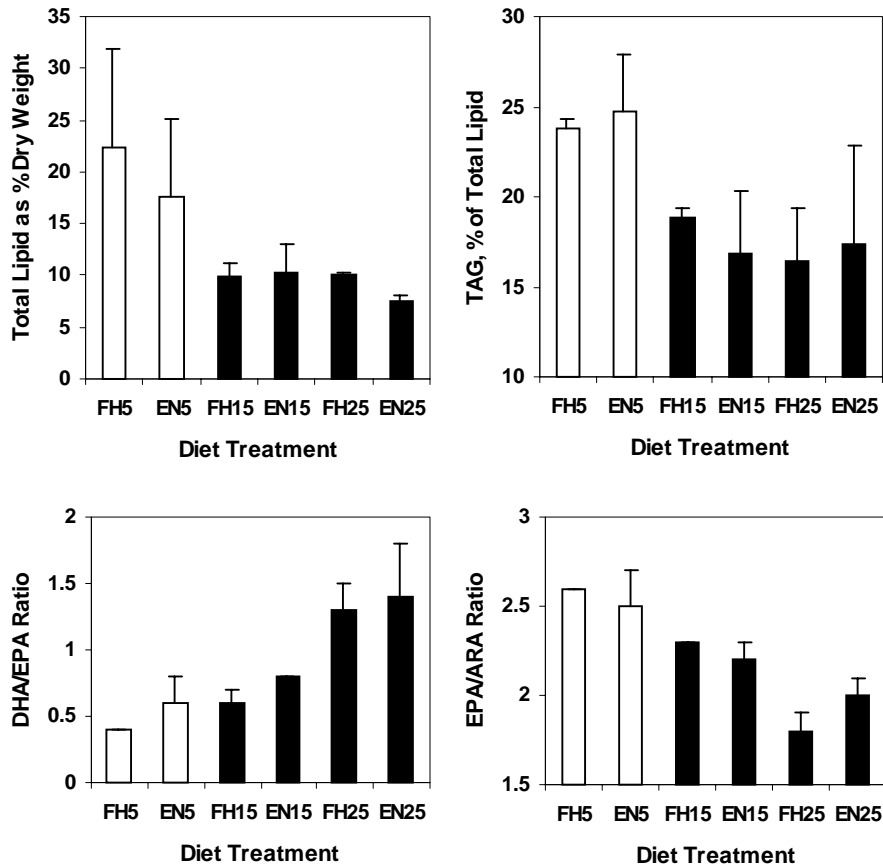 35
30
25
20
15
10
5
0
Total Lipid as % Dry Weight
FH5 EN5 FH15 EN15 FH25 EN25
Diet Treatment
30
25
20
15
10
TAG, % of Total Lipid
FH5 EN5 FH15 EN15 FH25 EN25
Diet Treatment
2
1.5
1
0.5
0
DHA/EPA Ratio
FH5 EN5 FH15 EN15 FH25 EN25
Diet Treatment
3
2.5
2
1.5
EPA/ARA Ratio
FH5 EN5 FH15 EN15 FH25 EN25
Diet Treatment